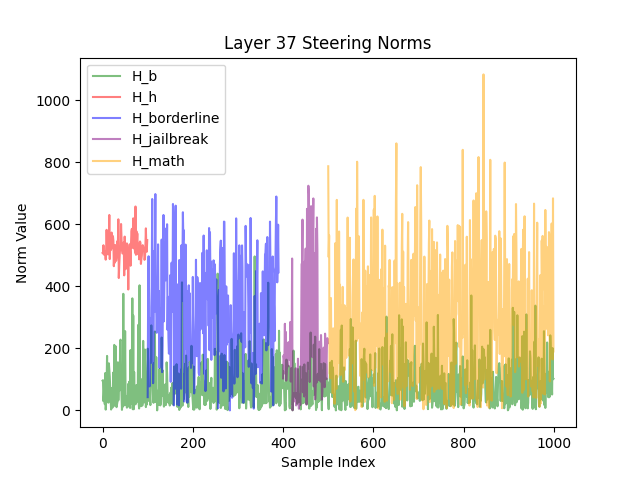 Layer 37 Steering Norms
H_b
H_h
H_borderline
H_jailbreak
H_math
Norm Value
1000
800
600
400
200
0
0 200 400 600 800 1000
Sample Index